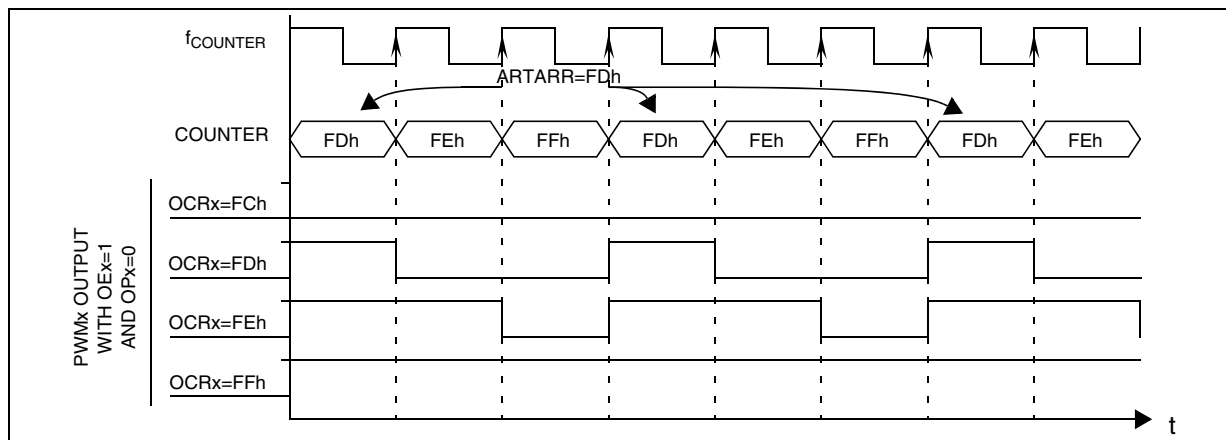 fCOUNTER
ARTARR=FDh
COUNTER
FDh FEh FFh FDh FEh FFh FDh FEh
PWMx OUTPUT
WITH OEx=1
AND OPx=0
OCRx=FCh
OCRx=FDh
OCRx=FEh
OCRx=FFh
t